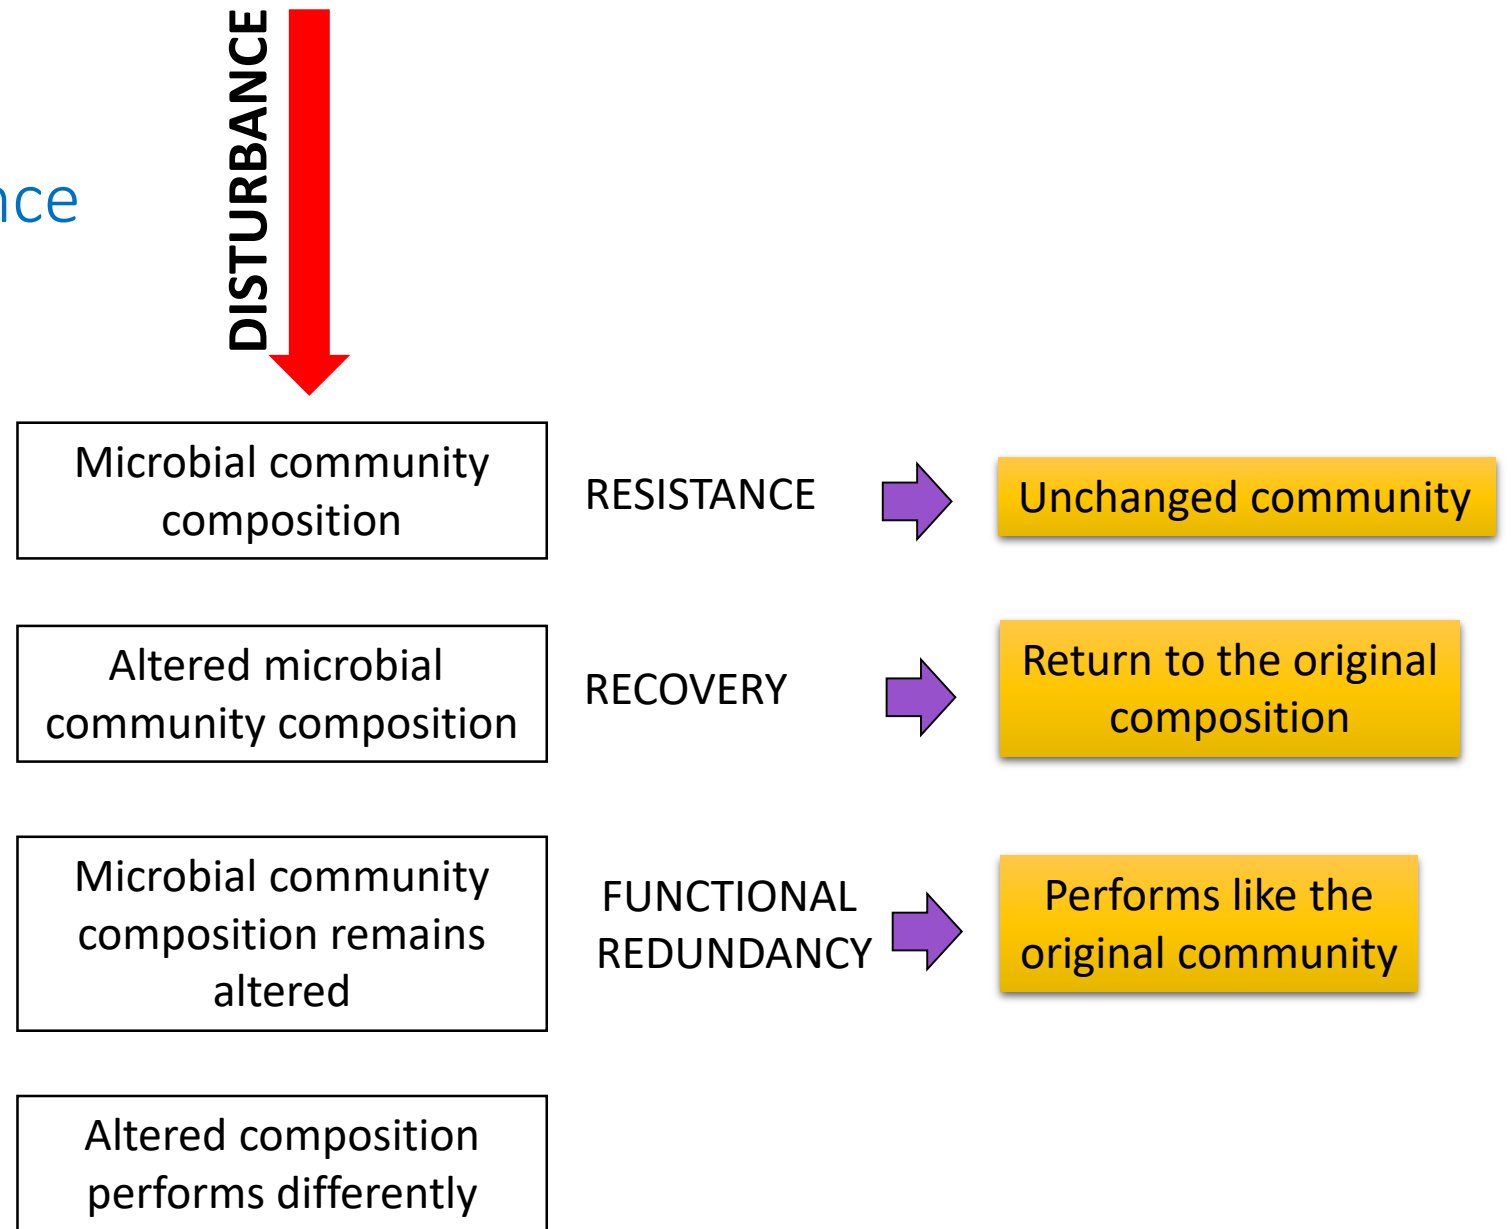 DISTURBANCE
Microbial community
composition
RESISTANCE
Unchanged community
Altered microbial
community composition
RECOVERY
Return to the original
composition
Microbial community
composition remains
altered
FUNCTIONAL
REDUNDANCY
Performs like the
original community
Altered composition
performs differently